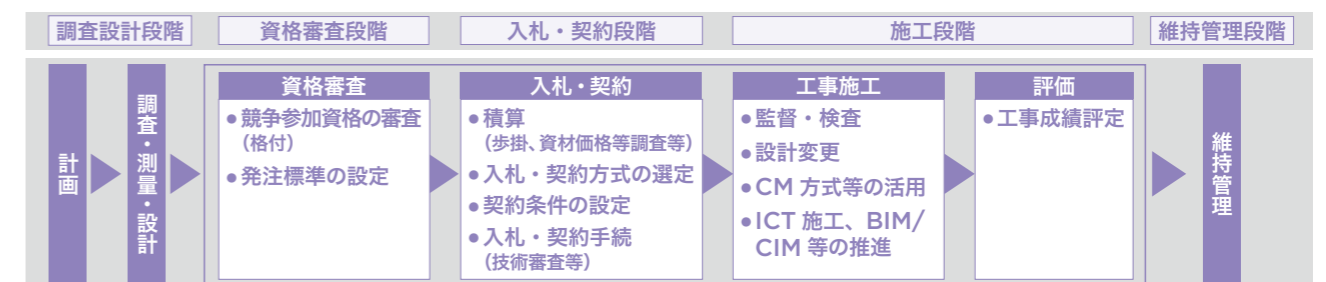 調査設計段階
資格審査段階
入札・契約段階
施工段階
維持管理段階
計画
調査・測量・設計
資格審査
●競争参加資格の審査
(格付)
●発注標準の設定
入札・契約
●積算
(歩掛、資材価格等調査等)
●入札・契約方式の選定
●契約条件の設定
●入札・契約手続
(技術審査等)
工事施工
●監督・検査
●設計変更
●CM 方式等の活用
●ICT 施工、BIM/
CIM 等の推進
評価
●工事成績評定
維持管理